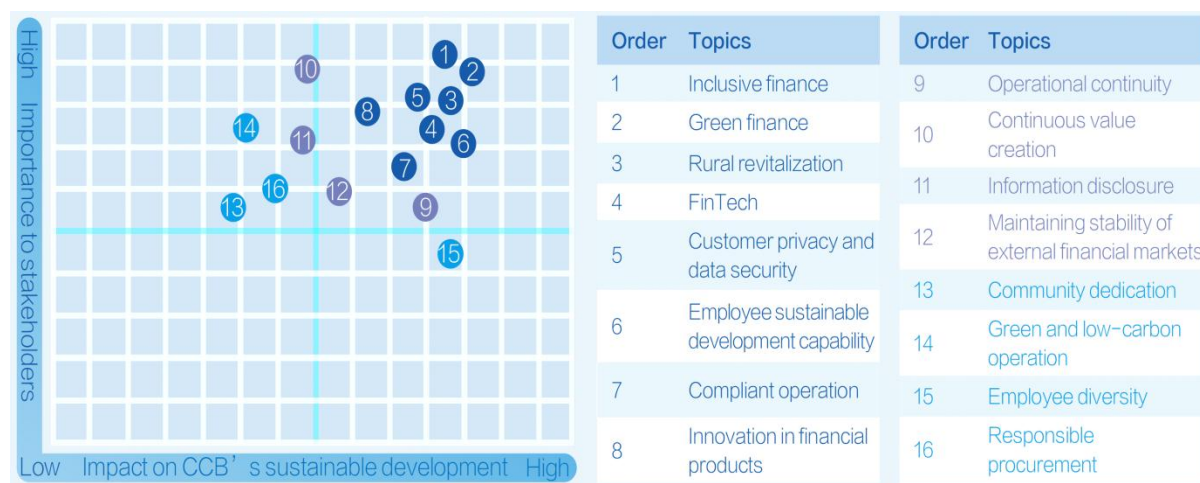 High Importance to stakeholders
1
10
2
5
3
8
14
4
11
6
7
16
12
13
9
15
Low Impact on CCB's sustainable development High
Order Topics
1 Inclusive finance
2 Green finance
3 Rural revitalization
4 FinTech
5 Customer privacy and
data security
6 Employee sustainable
development capability
7 Compliant operation
8 Innovation in financial
products
Order Topics
9 Operational continuity
10 Continuous value
creation
11 Information disclosure
12 Maintaining stability of
external financial markets
13 Community dedication
14 Green and low-carbon
operation
15 Employee diversity
16 Responsible
procurement